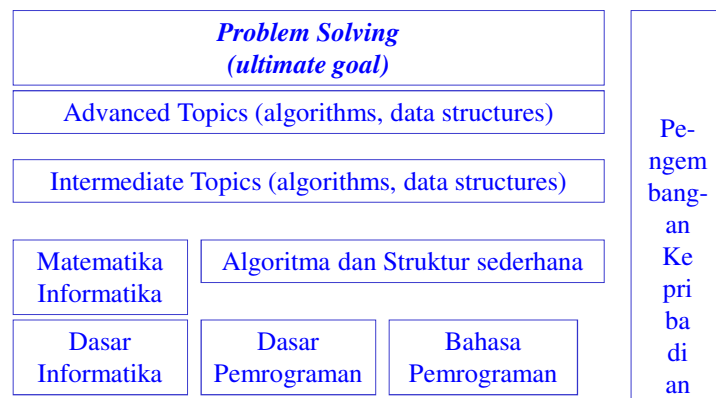 Problem Solving
(ultimate goal)
Advanced Topics (algorithms, data structures)
Intermediate Topics (algorithms, data structures)
Matematika
Informatika
Algoritma dan Struktur sederhana
Dasar
Informatika
Dasar
Pemrograman
Bahasa
Pemrograman
Pe-
ngem
bang-
an
Ke
pri
ba
di
an